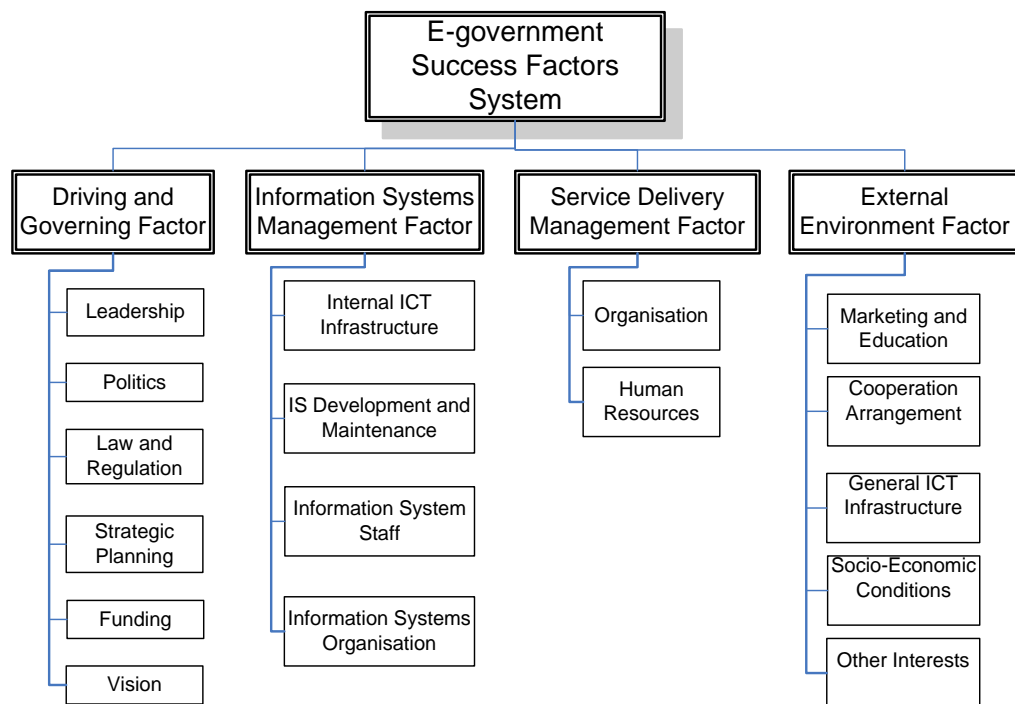 E-government
Success Factors
System
Driving and
Governing Factor
Leadership
Politics
Law and
Regulation
Strategic
Planning
Funding
Vision
Information Systems
Management Factor
Internal ICT
Infrastructure
IS Development and
Maintenance
Information System
Staff
Information Systems
Organisation
Service Delivery
Management Factor
Organisation
Human
Resources
External
Environment Factor
Marketing and
Education
Cooperation
Arrangement
General ICT
Infrastructure
Socio-Economic
Conditions
Other Interests